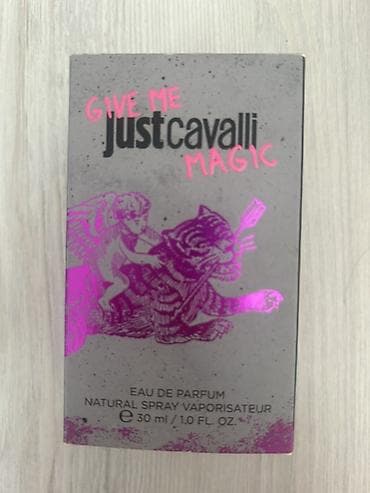 GIVE ME
justcavalli
MAGIC
EAU DE PARFUM
NATURAL SPRAY VAPORISATEUR
℮ 30 ml / 1.0 FL. OZ.